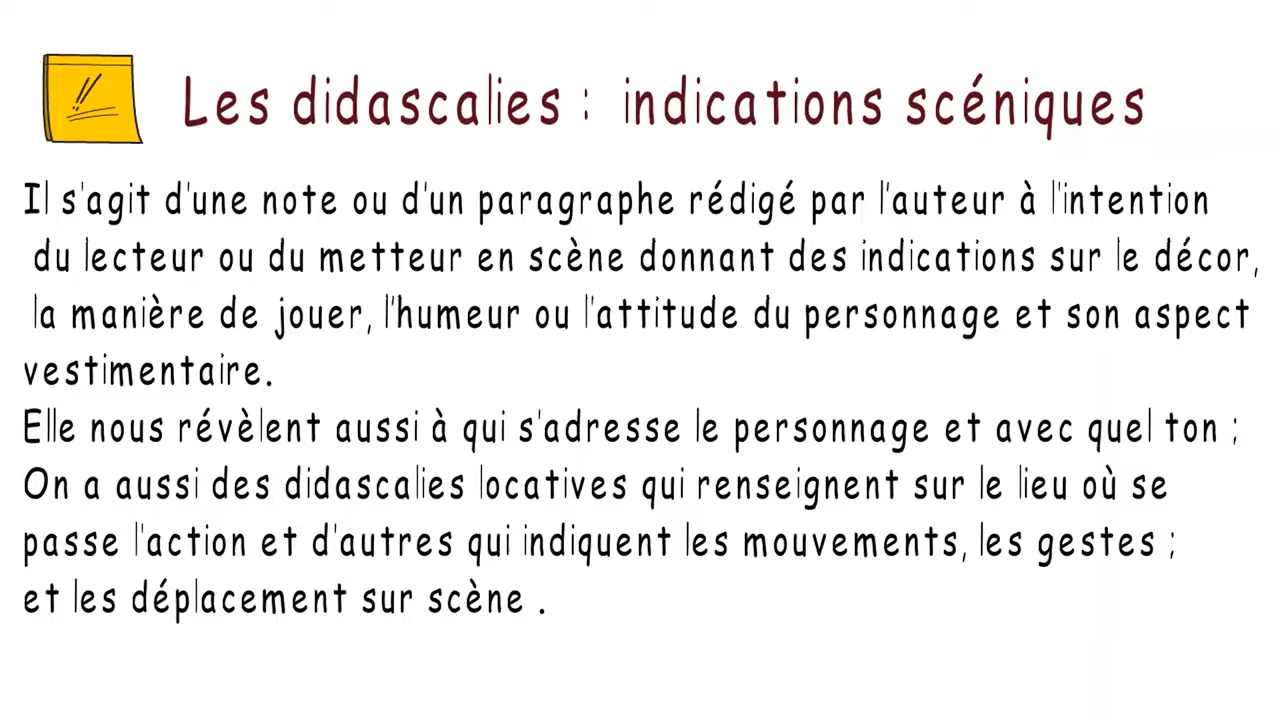 Les didascalies : indications scéniques
Il s'agit d'une note ou d'un paragraphe rédigé par l'auteur à l'intention
du lecteur ou du metteur en scène donnant des indications sur le décor,
la manière de jouer, l'humeur ou l'attitude du personnage et son aspect
vestimentaire.
Elle nous révèlent aussi à qui s'adresse le personnage et avec quel ton ;
On a aussi des didascalies locatives qui renseignent sur le lieu où se
passe l'action et d'autres qui indiquent les mouvements, les gestes ;
et les déplacement sur scène .